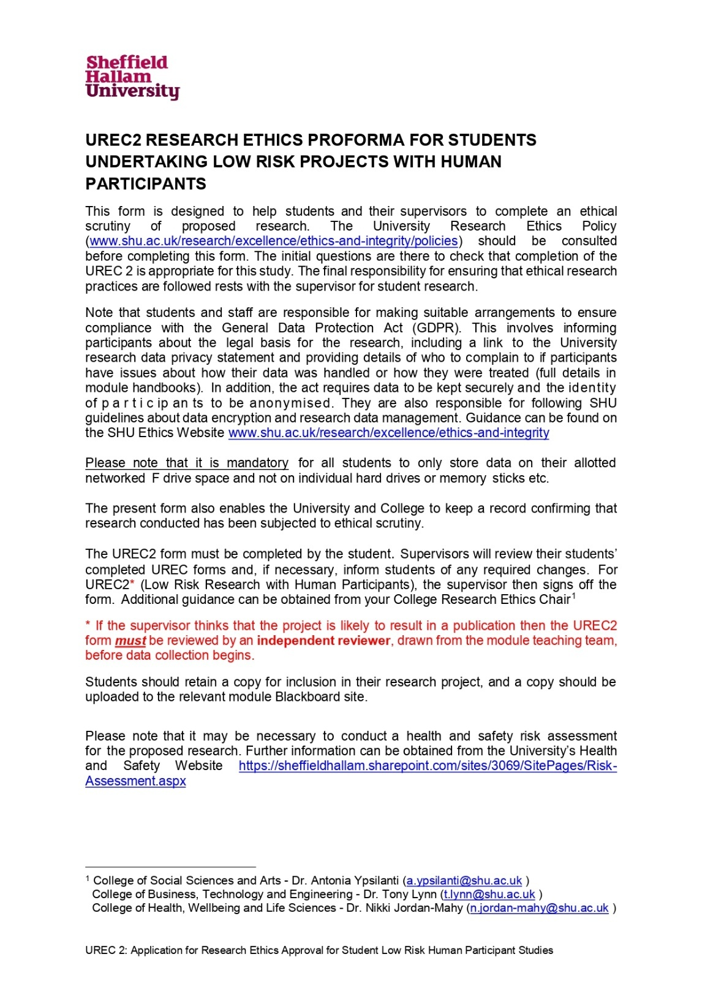 Sheffield
Hallam
University
UREC2 RESEARCH ETHICS PROFORMA FOR STUDENTS
UNDERTAKING LOW RISK PROJECTS WITH HUMAN
PARTICIPANTS
This form is designed to help students and their supervisors to complete an ethical
scrutiny of proposed research. The University Research Ethics Policy
(www.shu.ac.uk/research/excellence/ethics-and-integrity/policies) should be consulted
before completing this form. The initial questions are there to check that completion of the
UREC 2 is appropriate for this study. The final responsibility for ensuring that ethical research
practices are followed rests with the supervisor for student research.
Note that students and staff are responsible for making suitable arrangements to ensure
compliance with the General Data Protection Act (GDPR). This involves informing
participants about the legal basis for the research, including a link to the University
research data privacy statement and providing details of who to complain to if participants
have issues about how their data was handled or how they were treated (full details in
module handbooks). In addition, the act requires data to be kept securely and the identity
of participants to be anonymised. They are also responsible for following SHU
guidelines about data encryption and research data management. Guidance can be found on
the SHU Ethics Website www.shu.ac.uk/research/excellence/ethics-and-integrity
Please note that it is mandatory for all students to only store data on their allotted
networked F drive space and not on individual hard drives or memory sticks etc.
The present form also enables the University and College to keep a record confirming that
research conducted has been subjected to ethical scrutiny.
The UREC2 form must be completed by the student. Supervisors will review their students’
completed UREC forms and, if necessary, inform students of any required changes. For
UREC2* (Low Risk Research with Human Participants), the supervisor then signs off the
form. Additional guidance can be obtained from your College Research Ethics Chair1
* If the supervisor thinks that the project is likely to result in a publication then the UREC2
form must be reviewed by an independent reviewer, drawn from the module teaching team,
before data collection begins.
Students should retain a copy for inclusion in their research project, and a copy should be
uploaded to the relevant module Blackboard site.
Please note that it may be necessary to conduct a health and safety risk assessment
for the proposed research. Further information can be obtained from the University’s Health
and Safety Website https://sheffieldhallam.sharepoint.com/sites/3069/SitePages/Risk-
Assessment.aspx
1 College of Social Sciences and Arts - Dr. Antonia Ypsilanti (a.ypsilanti@shu.ac.uk )
College of Business, Technology and Engineering - Dr. Tony Lynn (t.lynn@shu.ac.uk )
College of Health, Wellbeing and Life Sciences - Dr. Nikki Jordan-Mahy (n.jordan-mahy@shu.ac.uk )
UREC 2: Application for Research Ethics Approval for Student Low Risk Human Participant Studies